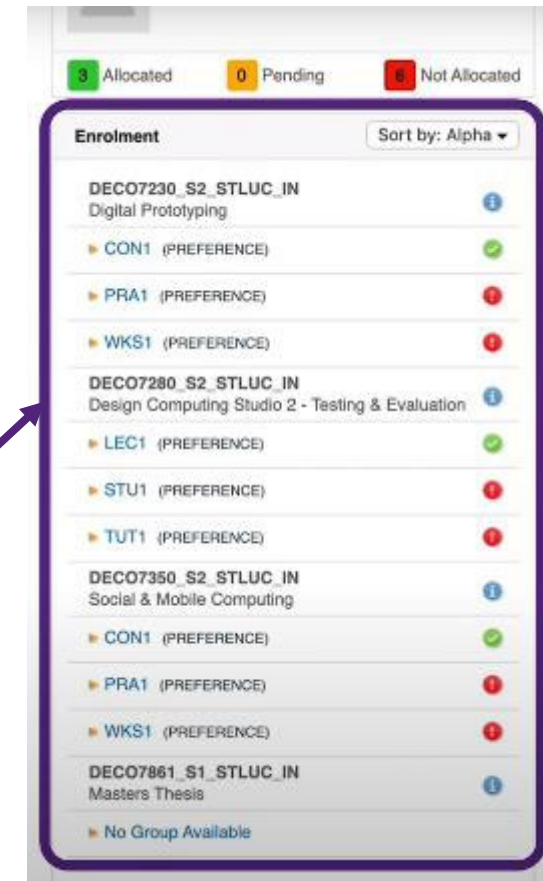 3 Allocated 0 Pending 6 Not Allocated
Enrolment Sort by: Alpha
DECO7230_S2_STLUC_IN
Digital Prototyping
CON1 (PREFERENCE)
PRA1 (PREFERENCE)
WKS1 (PREFERENCE)
DECO7280_S2_STLUC_IN
Design Computing Studio 2 - Testing & Evaluation
LEC1 (PREFERENCE)
STU1 (PREFERENCE)
TUT1 (PREFERENCE)
DECO7350_S2_STLUC_IN
Social & Mobile Computing
CON1 (PREFERENCE)
PRA1 (PREFERENCE)
WKS1 (PREFERENCE)
DECO7861_S1_STLUC_IN
Masters Thesis
No Group Available